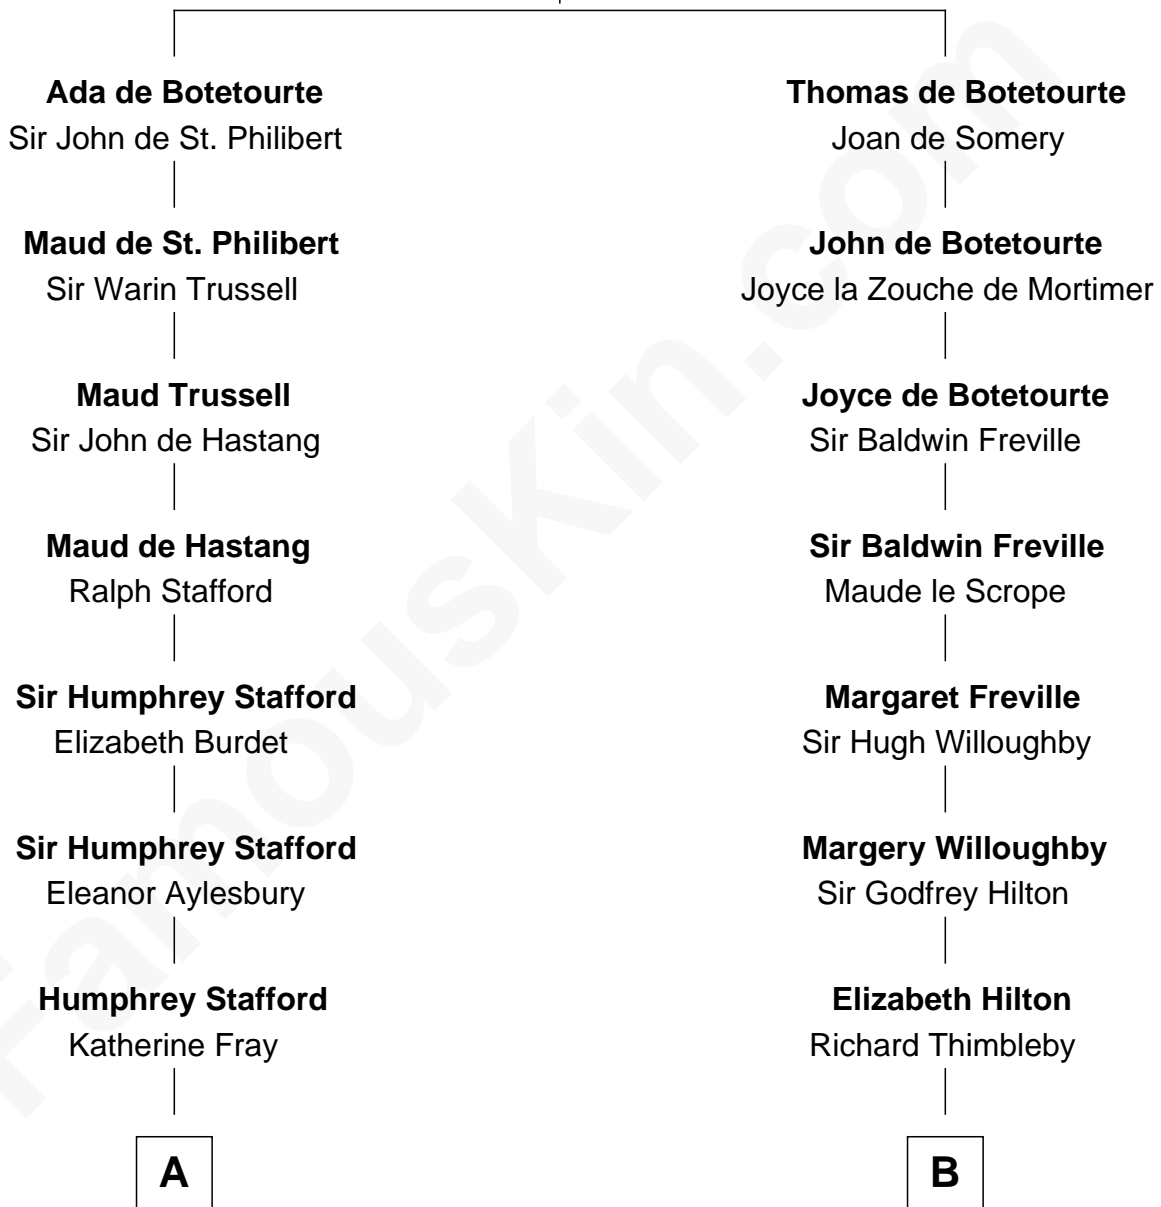 Ada de Botetourte
Sir John de St. Philibert
Maud de St. Philibert
Sir Warin Trussell
Maud Trussell
Sir John de Hastang
Maud de Hastang
Ralph Stafford
Sir Humphrey Stafford
Elizabeth Burdet
Sir Humphrey Stafford
Eleanor Aylesbury
Humphrey Stafford
Katherine Fray
A
Thomas de Botetourte
Joan de Somery
John de Botetourte
Joyce la Zouche de Mortimer
Joyce de Botetourte
Sir Baldwin Freville
Sir Baldwin Freville
Maude le Scrope
Margaret Freville
Sir Hugh Willoughby
Margery Willoughby
Sir Godfrey Hilton
Elizabeth Hilton
Richard Thimbleby
B
FamousKin.com